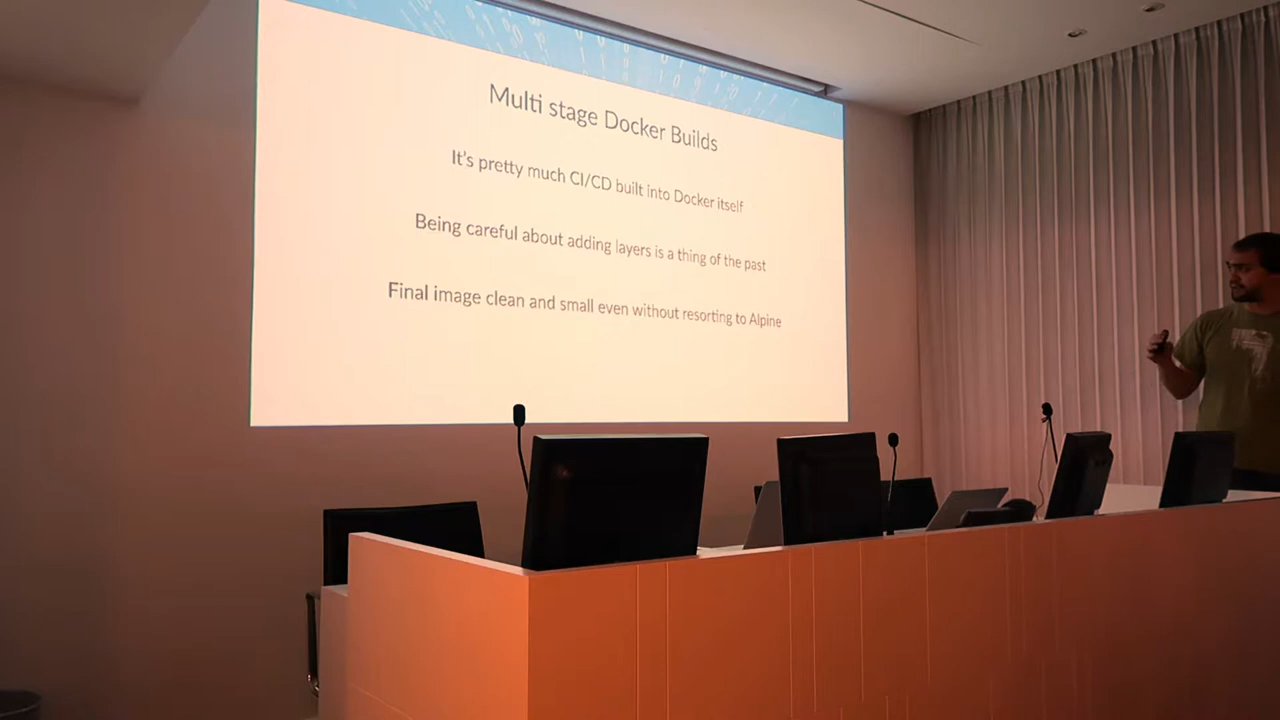 Multi stage Docker Builds
It's pretty much CI/CD built into Docker itself
Being careful about adding layers is a thing of the past
Final image clean and small even without resorting to Alpine